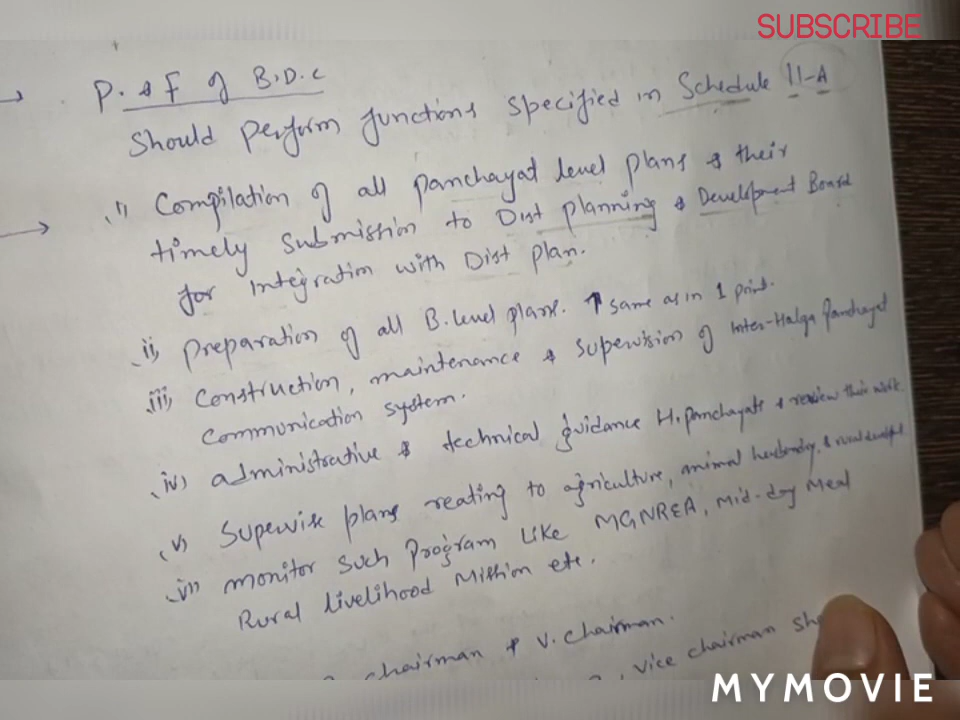 SUBSCRIBE
P. & F of B.D.C
Should perform functions specified in Schedule II-A
i) Compilation of all panchayat level plans & their
timely submission to Dist planning & Development Board
for Integration with Dist plan.
ii) preparation of all B.level plans. ↑ same as in 1 point.
iii) Construction, maintenance & supervision of Inter-Halqa panchayat
Communication system.
iv) administrative & technical guidance H.panchayats & review their work.
v) Supervise plans reating to agriculture, animal husbandry, & rural
vi) monitor such program like MGNREA, Mid-day Meal
Rural livelihood Mission etc.
chairman & V. chairman.
, vice chairman
MYMOVIE